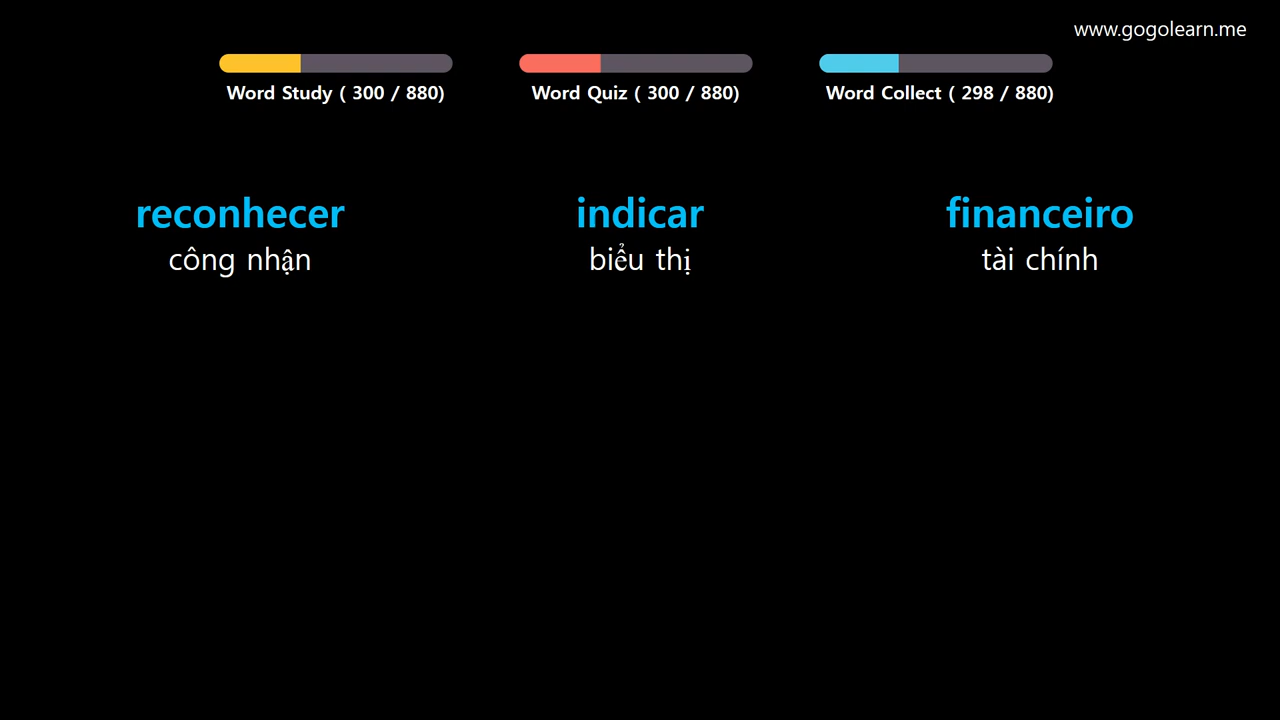 www.gogolearn.me
Word Study ( 300 / 880)
Word Quiz ( 300 / 880)
Word Collect ( 298 / 880)
reconhecer
công nhận
indicar
biểu thị
financeiro
tài chính